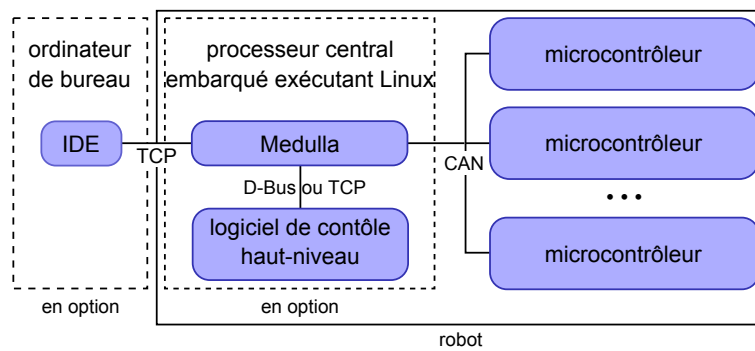 ordinateur
de bureau
processeur central
embarqué exécutant Linux
microcontrôleur
IDE
TCP
Medulla
CAN
microcontrôleur
D-Bus ou TCP
...
logiciel de contôle
haut-niveau
microcontrôleur
en option
en option
robot